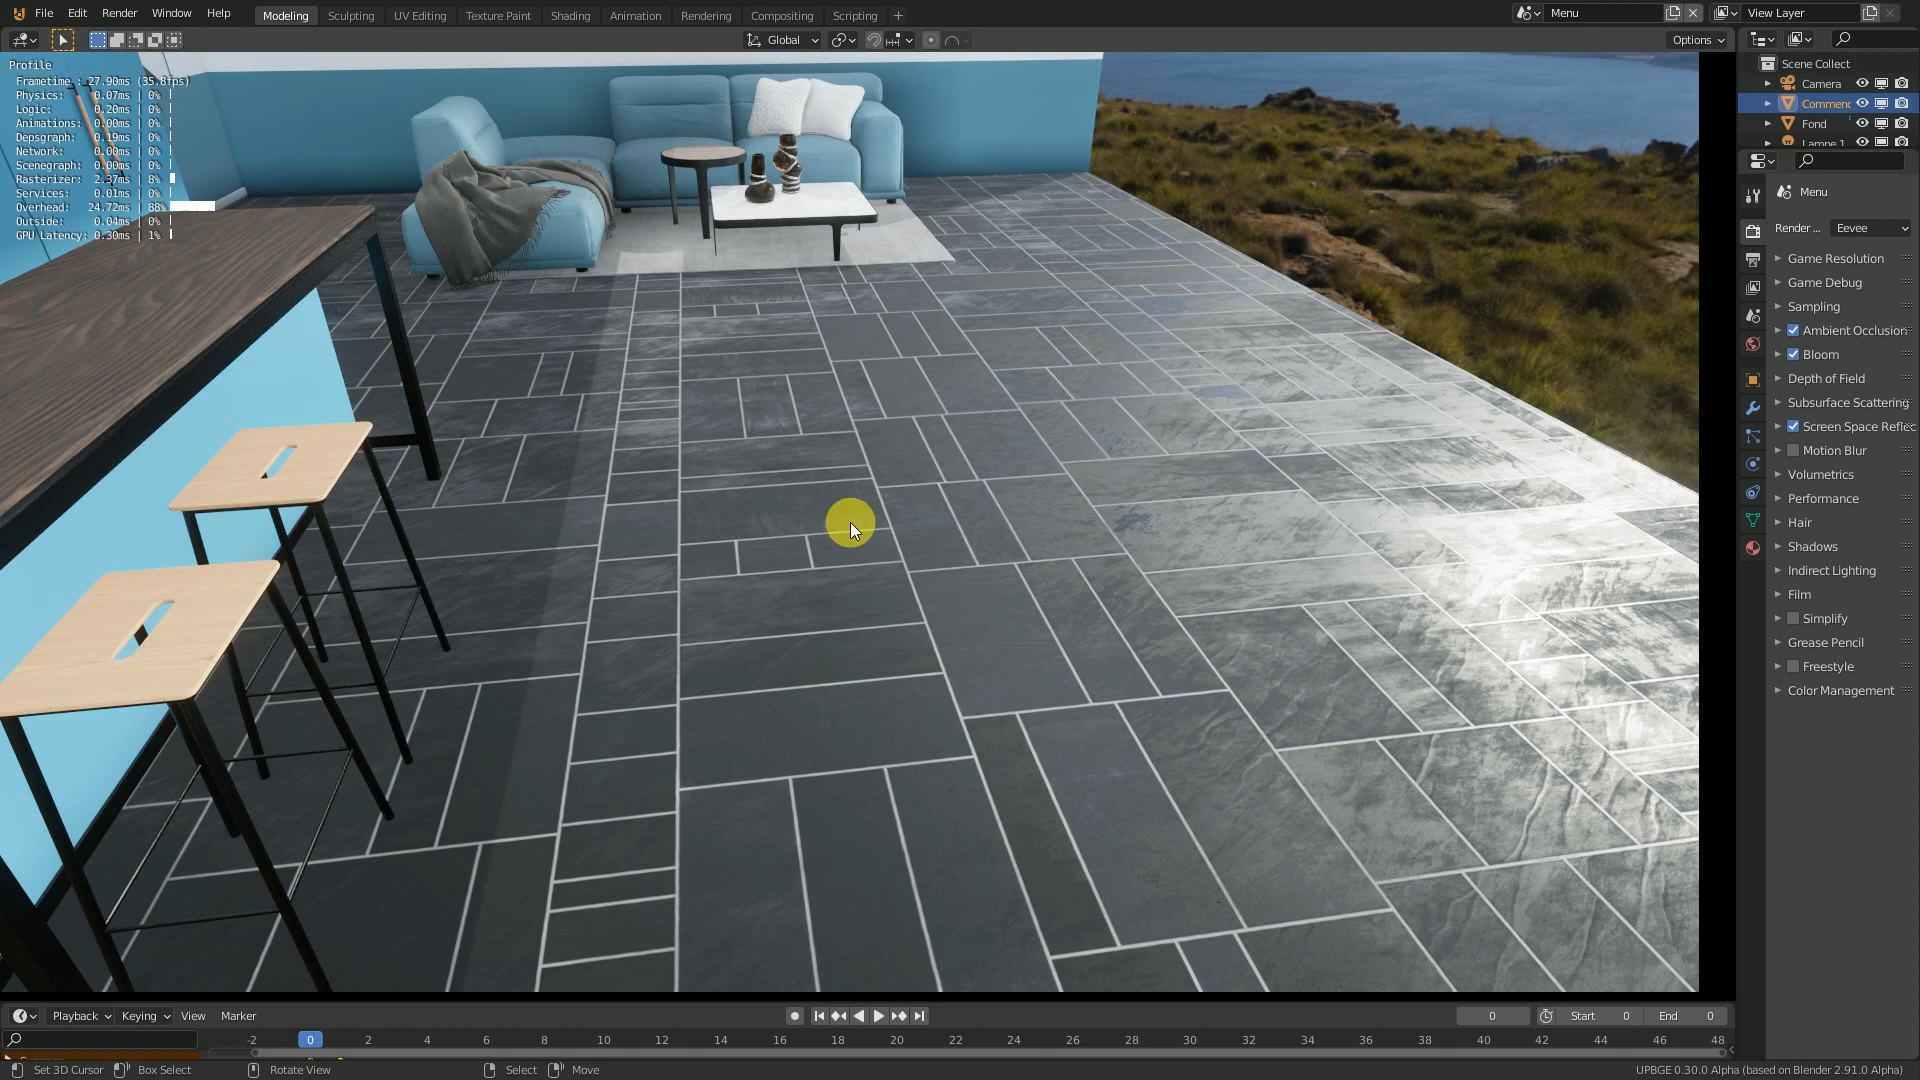 File Edit Render Window Help Modeling Sculpting UV Editing Texture Paint Shading Animation Rendering Compositing Scripting + Menu View Layer
Global Options
Profile
Frametime : 27.90ms (35.8fps)
Physics: 0.07ms | 0%
Logic: 0.20ms | 0%
Animations: 0.00ms | 0%
Depsgraph: 0.19ms | 0%
Network: 0.00ms | 0%
Scenegraph: 0.00ms | 0%
Rasterizer: 2.37ms | 8%
Services: 0.01ms | 0%
Overhead: 24.72ms | 88%
Outside: 0.04ms | 0%
GPU Latency: 0.30ms | 1%
Scene Collect
Camera
Commenc
Fond
Lampe 1
Menu
Render ... Eevee
Game Resolution
Game Debug
Sampling
Ambient Occlusion
Bloom
Depth of Field
Subsurface Scattering
Screen Space Reflec
Motion Blur
Volumetrics
Performance
Hair
Shadows
Indirect Lighting
Film
Simplify
Grease Pencil
Freestyle
Color Management
Playback Keying View Marker 0 Start 0 End 0
-2 0 2 4 6 8 10 12 14 16 18 20 22 24 26 28 30 32 34 36 38 40 42 44 46 48
Set 3D Cursor Box Select Rotate View Select Move UPBGE 0.30.0 Alpha (based on Blender 2.91.0 Alpha)